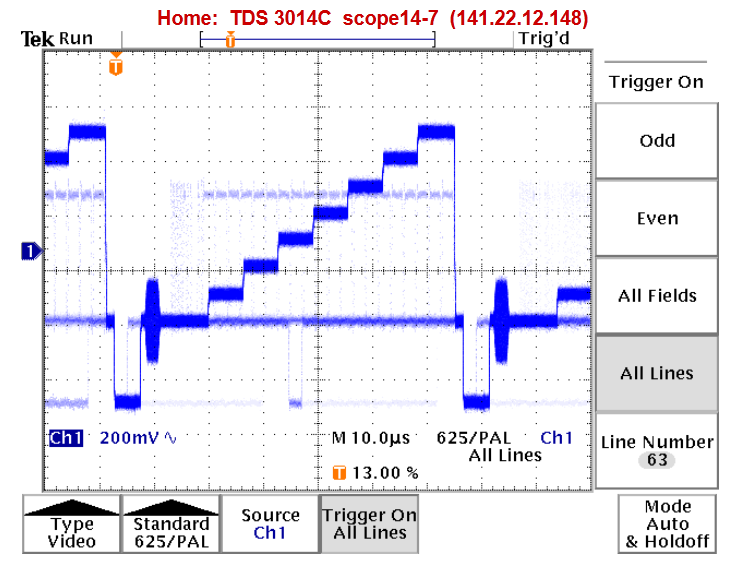 Home: TDS 3014C scope14-7 (141.22.12.148)
Tek Run
Trig'd
T
T
Trigger On
Odd
Even
1
All Fields
All Lines
Ch1 200mV∿ M 10.0µs 625/PAL Ch1
All Lines
T 13.00 %
Line Number
63
Type
Video
Standard
625/PAL
Source
Ch1
Trigger On
All Lines
Mode
Auto
& Holdoff